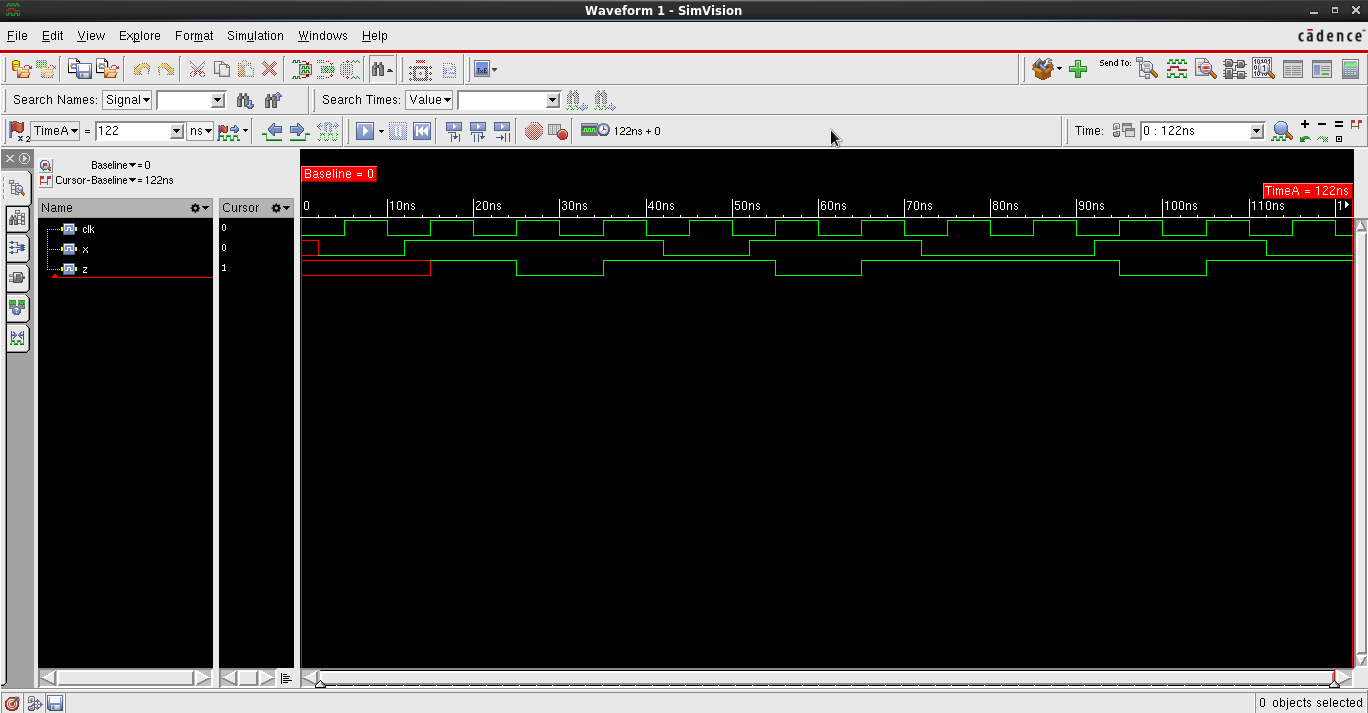 Waveform 1 - SimVision
File Edit View Explore Format Simulation Windows Help
cādence
Send To:
Search Names: Signal Search Times: Value
TimeA = 122 ns 122ns + 0 Time: 0 : 122ns
Baseline = 0
Cursor-Baseline = 122ns
Baseline = 0
TimeA = 122ns
Name Cursor 0 10ns 20ns 30ns 40ns 50ns 60ns 70ns 80ns 90ns 100ns 110ns 1
clk 0
x 0
z 1
0 objects selected